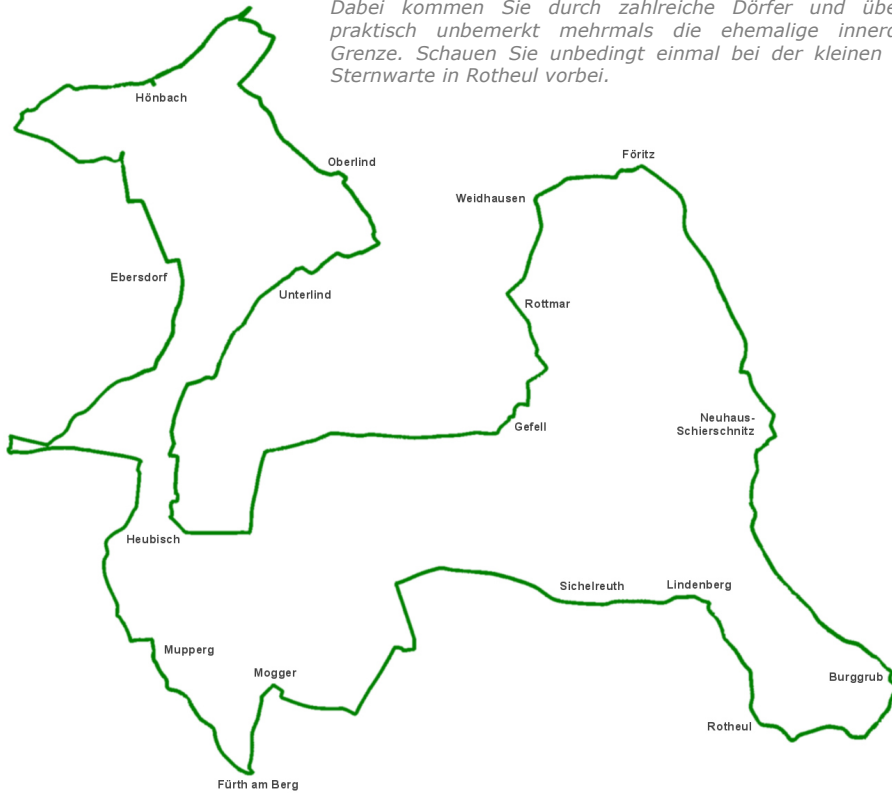 Dabei kommen Sie durch zahlreiche Dörfer und
praktisch unbemerkt mehrmals die ehemalige
Grenze. Schauen Sie unbedingt einmal bei der kleinen
Sternwarte in Rotheul vorbei.
Hönbach
Föritz
Oberlind
Weidhausen
Ebersdorf
Unterlind
Rottmar
Neuhaus-
Schierschnitz
Gefell
Heubisch
Sichelreuth
Lindenberg
Mupperg
Mogger
Burggrub
Rotheul
Fürth am Berg